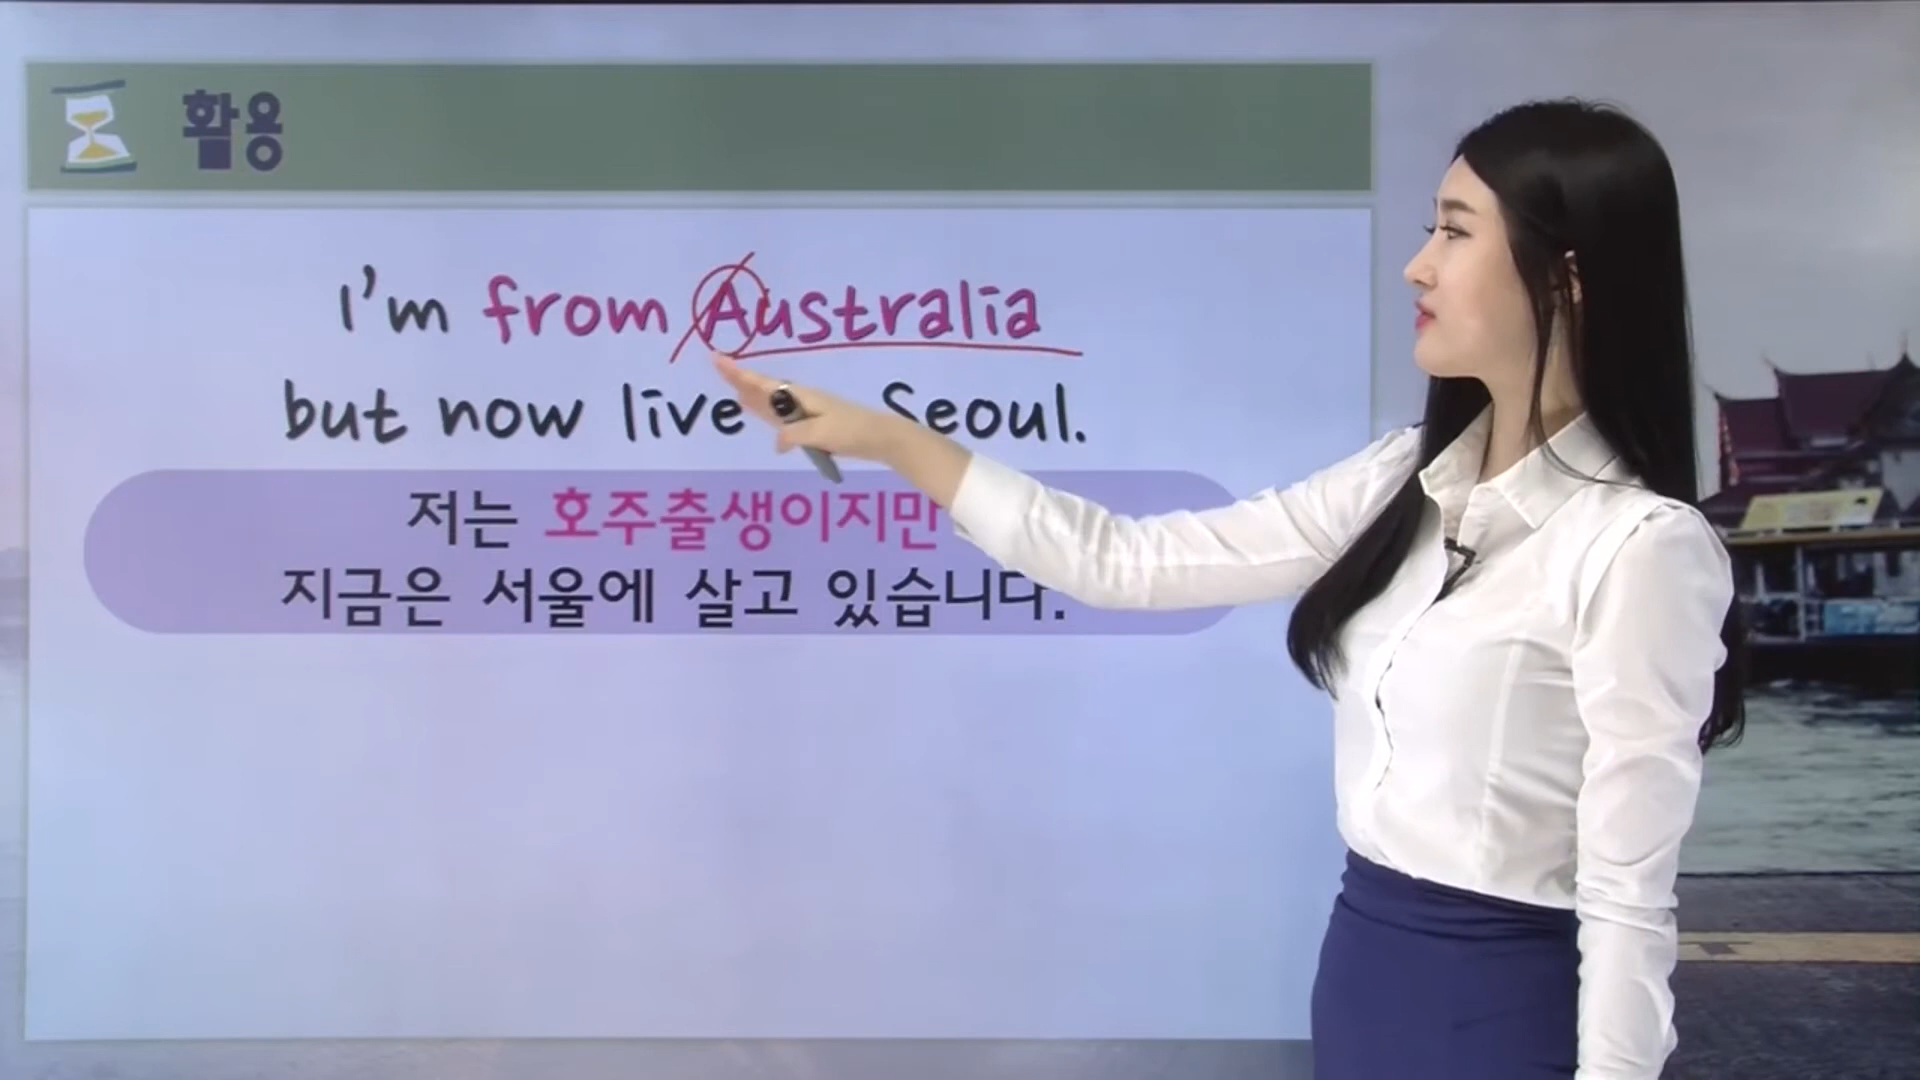 활용
I'm from Australia
but now live Seoul.
저는 호주출생이지만
지금은 서울에 살고 있습니다.